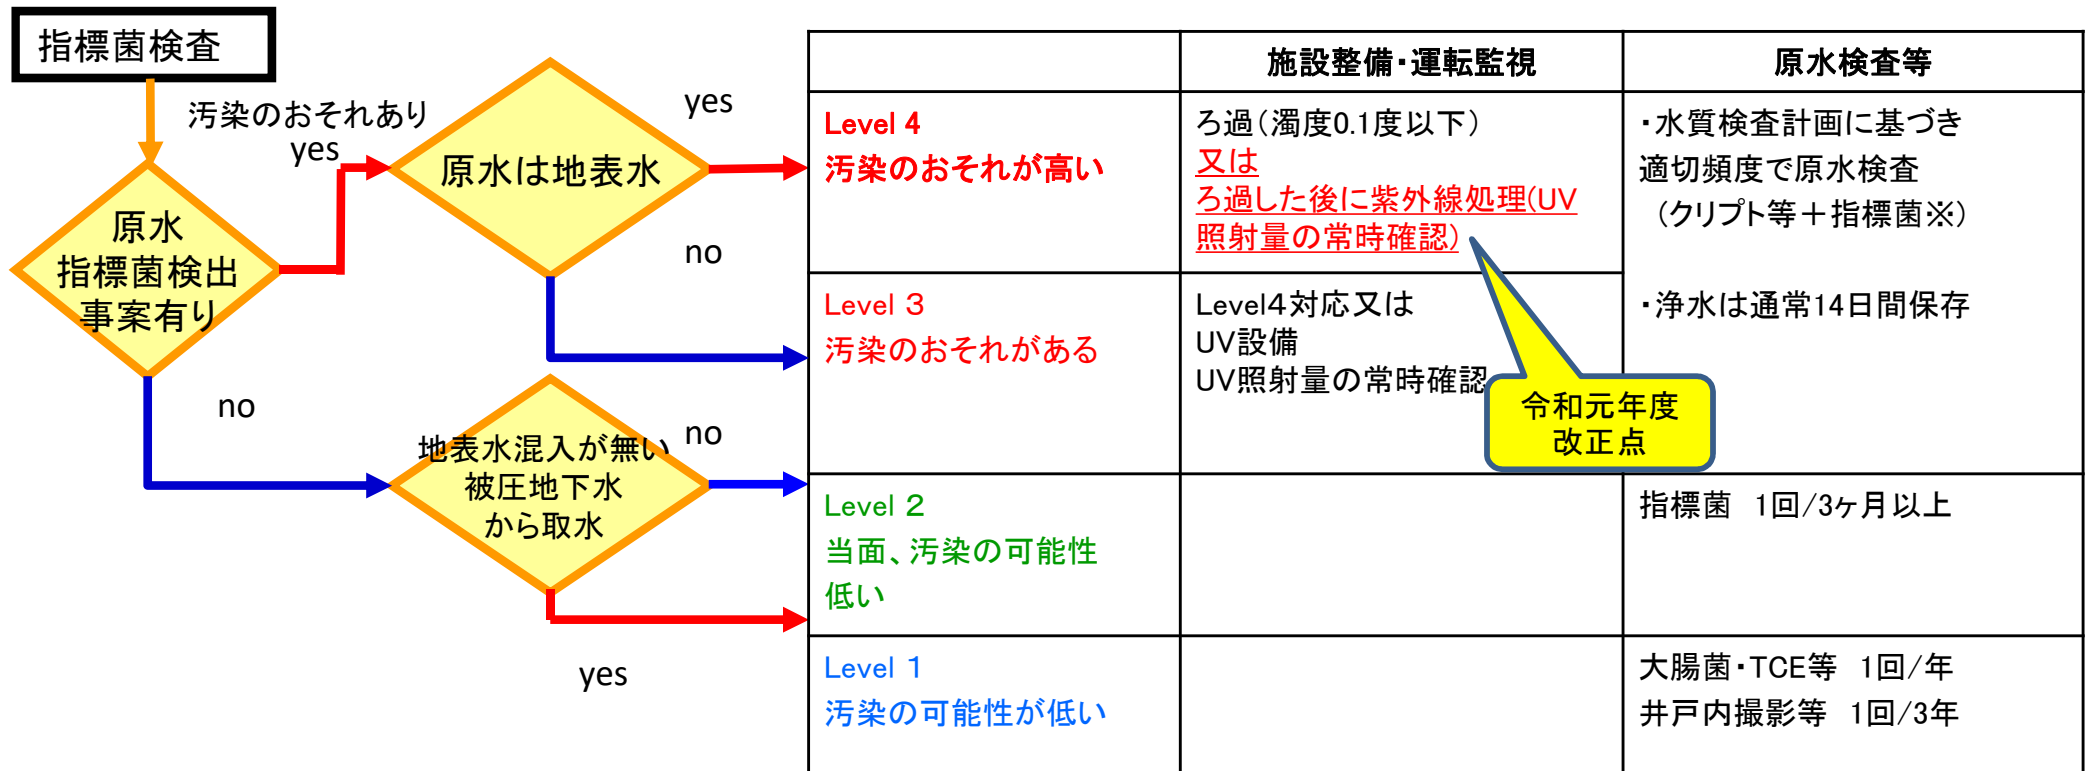 指標菌検査
汚染のおそれあり
yes
原水
指標菌検出
事案有り
no
原水は地表水
yes
no
地表水混入が無い
被圧地下水
から取水
no
yes
施設整備・運転監視
原水検査等
Level 4
汚染のおそれが高い
ろ過(濁度0.1度以下)
又は
ろ過した後に紫外線処理(UV
照射量の常時確認)
・水質検査計画に基づき
適切頻度で原水検査
(クリプト等+指標菌※)
・浄水は通常14日間保存
Level 3
汚染のおそれがある
Level4対応又は
UV設備
UV照射量の常時確認
令和元年度
改正点
Level 2
当面、汚染の可能性
低い
指標菌 1回/3ヶ月以上
Level 1
汚染の可能性が低い
大腸菌・TCE等 1回/年
井戸内撮影等 1回/3年